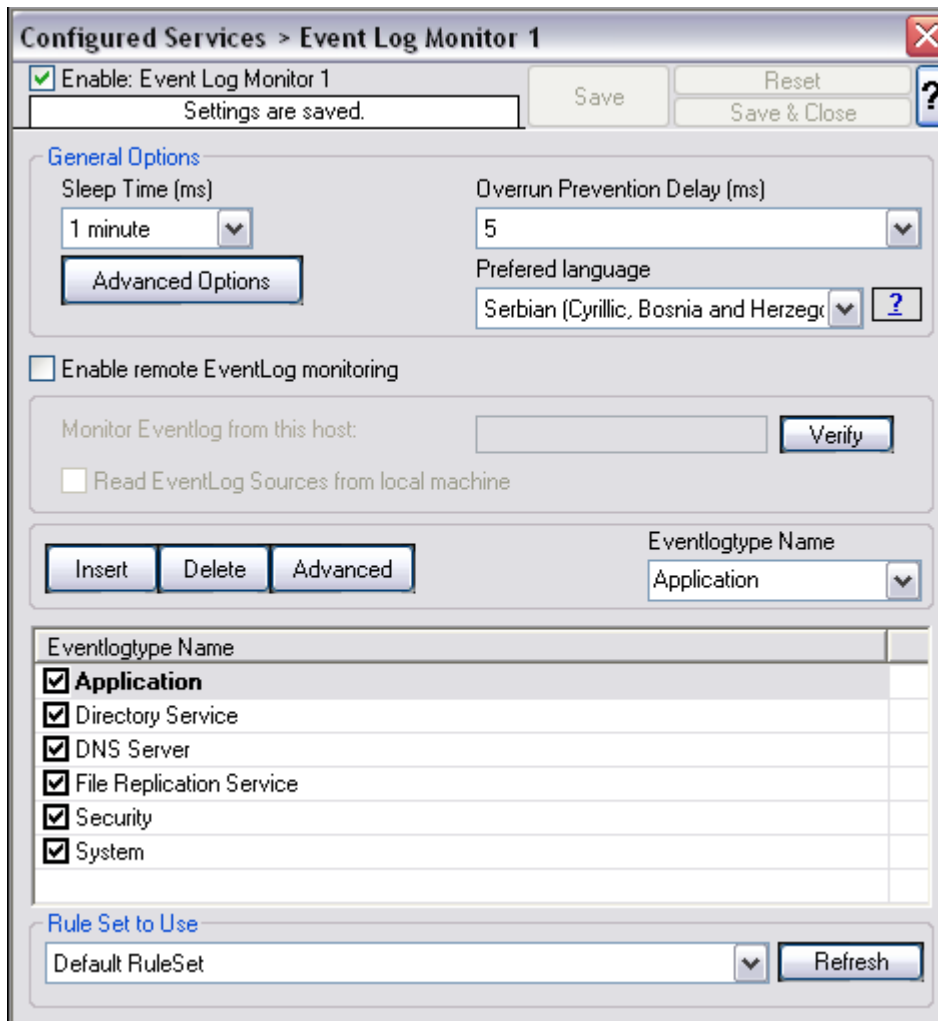 Configured Services > Event Log Monitor 1
Enable: Event Log Monitor 1
Settings are saved.
Save
Reset
Save & Close
?
General Options
Sleep Time (ms)
1 minute
Advanced Options
Overrun Prevention Delay (ms)
5
Prefered language
Serbian (Cyrillic, Bosnia and Herzeg
?
Enable remote EventLog monitoring
Monitor Eventlog from this host:
Verify
Read EventLog Sources from local machine
Insert
Delete
Advanced
Eventlogtype Name
Application
Eventlogtype Name
Application
Directory Service
DNS Server
File Replication Service
Security
System
Rule Set to Use
Default RuleSet
Refresh